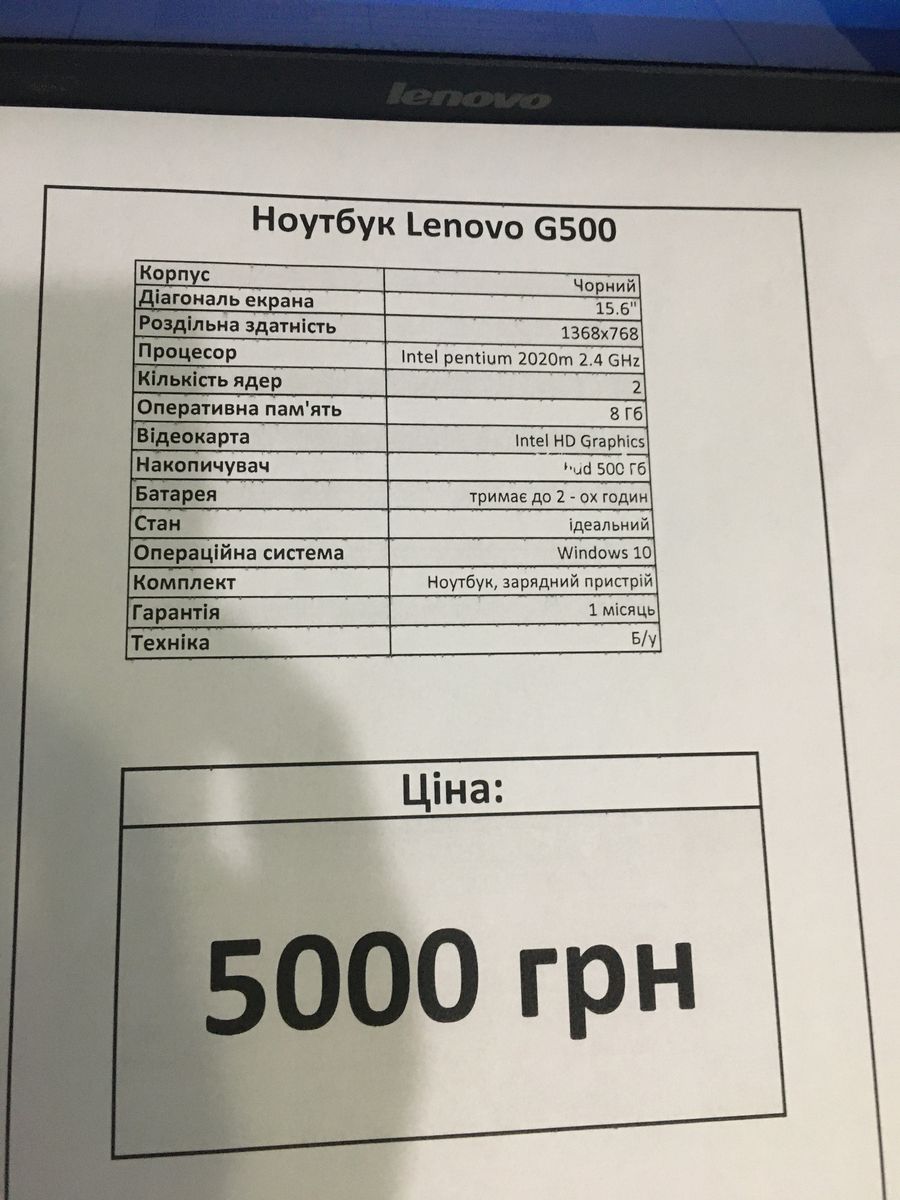 lenovo
Ноутбук Lenovo G500
Корпус Чорний
Діагональ екрана 15.6"
Роздільна здатність 1368x768
Процесор Intel pentium 2020m 2.4 GHz
Кількість ядер 2
Оперативна пам'ять 8 Гб
Відеокарта Intel HD Graphics
Накопичувач 500 Гб
Батарея тримає до 2 - ох годин
Стан ідеальний
Операційна система Windows 10
Комплект Ноутбук, зарядний пристрій
Гарантія 1 місяць
Техніка Б/у
Ціна:
5000 грн